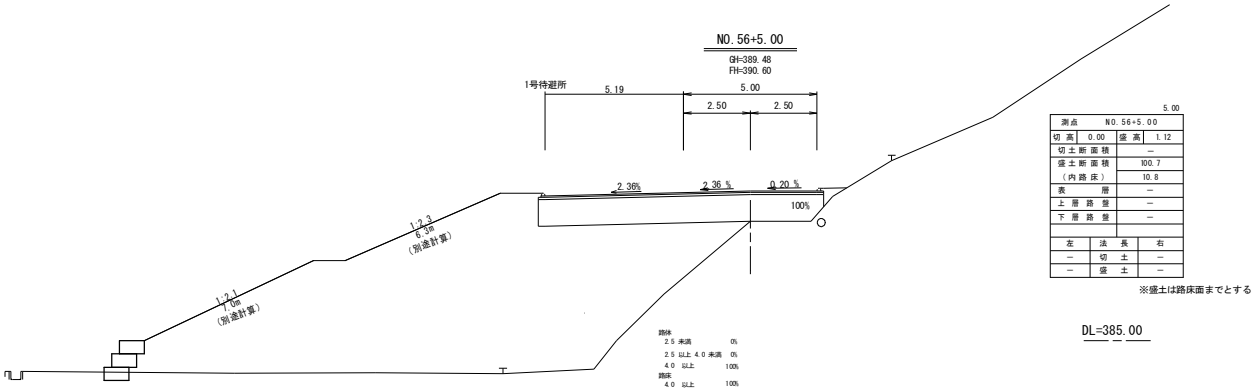 NO.56+5.00
GH=389.48
FH=390.60
1号待避所
5.19
5.00
2.50
2.50
2.36%
2.36 %
0.20 %
100%
1:2.3
6.3m
(別途計算)
1:2.1
7.0m
(別途計算)
路体
2.5 未満 0%
2.5 以上 4.0 未満 0%
4.0 以上 100%
路床
4.0 以上 100%
5.00
測点 NO.56+5.00
切高 0.00 盛高 1.12
切土断面積 −
盛土断面積 100.7
(内路床) 10.8
表層 −
上層路盤 −
下層路盤 −
左 法長 右
− 切土 −
− 盛土 −
※盛土は路床面までとする
DL=385.00